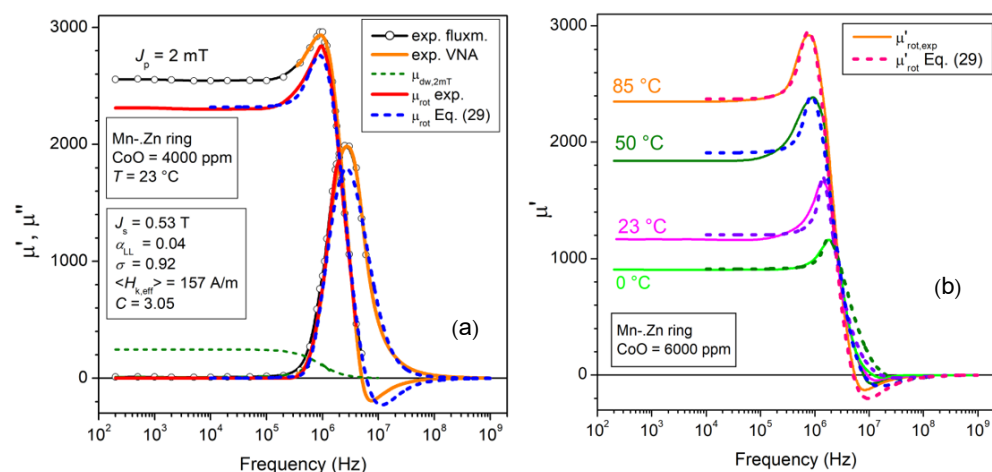 3000
2000
1000
0
μ', μ"
J_p = 2 mT
exp. fluxm.
exp. VNA
μ_dw,2mT
μ_rot exp.
μ_rot Eq. (29)
Mn-.Zn ring
CoO = 4000 ppm
T = 23 °C
J_s = 0.53 T
α_LL = 0.04
σ = 0.92
<H_k,eff> = 157 A/m
C = 3.05
(a)
10^2 10^3 10^4 10^5 10^6 10^7 10^8 10^9
Frequency (Hz)
3000
2000
1000
0
μ'
μ'_rot,exp
μ'_rot Eq. (29)
85 °C
50 °C
23 °C
0 °C
Mn-.Zn ring
CoO = 6000 ppm
(b)
10^2 10^3 10^4 10^5 10^6 10^7 10^8 10^9
Frequency (Hz)